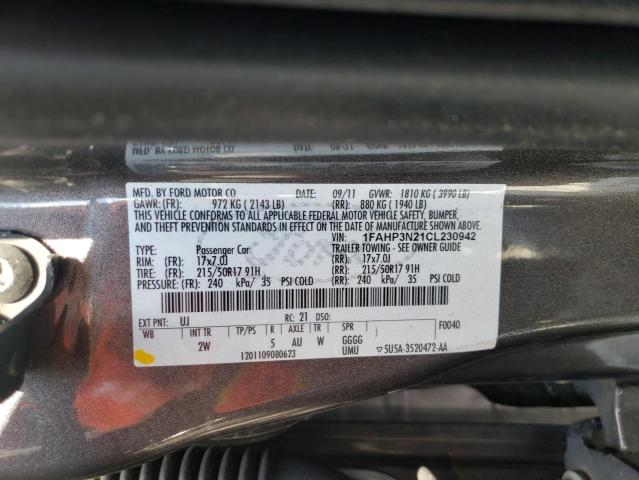 MFD. BY FORD MOTOR CO. DATE: 09/11 GVWR: 1810 KG ( 3990 LB)
GAWR: (FR): 972 KG ( 2143 LB) (RR): 880 KG ( 1940 LB)
THIS VEHICLE CONFORMS TO ALL APPLICABLE FEDERAL MOTOR VEHICLE SAFETY, BUMPER,
AND THEFT PREVENTION STANDARDS IN EFFECT ON THE DATE OF MANUFACTURE SHOWN ABOVE.
VIN: 1FAHP3N21CL230942
TYPE: Passenger Car TRAILER TOWING - SEE OWNER GUIDE
RIM: (FR): 17x7.0J (RR): 17x7.0J
TIRE: (FR): 215/50R17 91H (RR): 215/50R17 91H
PRESSURE: (FR): 240 kPa/ 35 PSI COLD (RR): 240 kPa/ 35 PSI COLD
EXT PNT: UJ RC: 21 DSO: F0040
WB INT TR TP/PS R AXLE TR SPR
2W 5 AU W GGGG
1201109080623 UMU 5U5A-3520472-AA